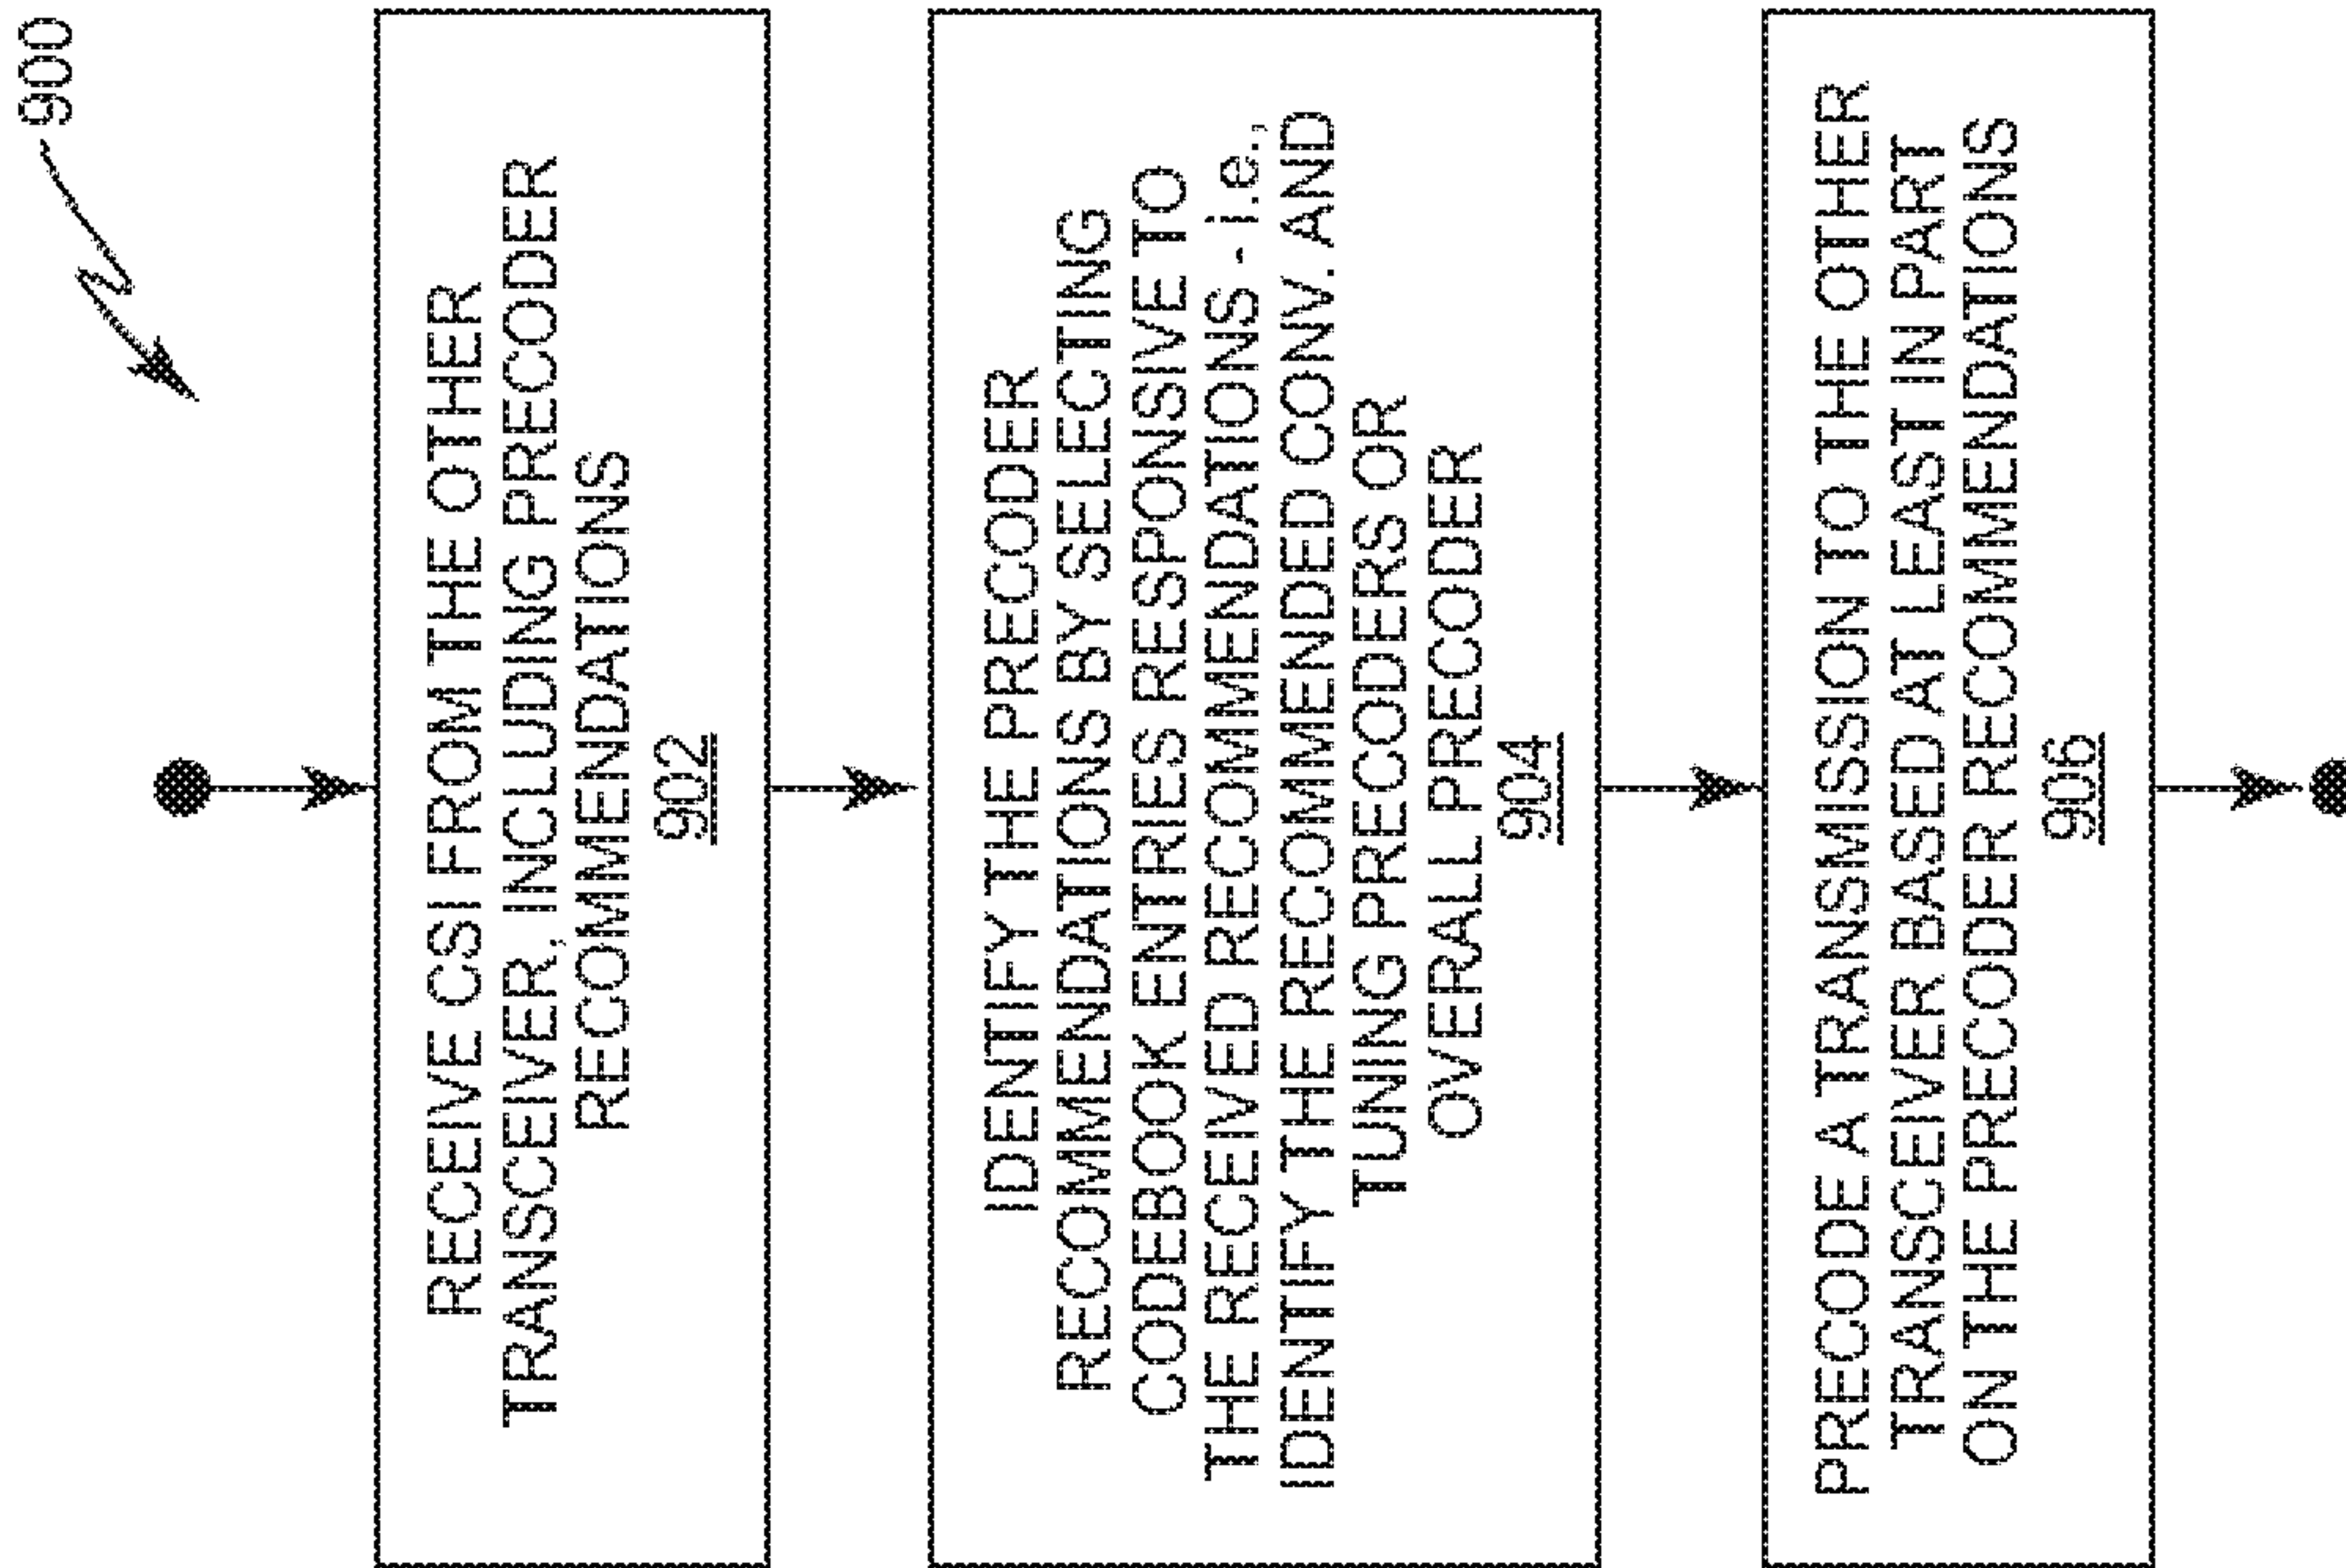 900
RECEIVE CSI FROM THE OTHER
TRANSCEIVER, INCLUDING PRECODER
RECOMMENDATIONS
902
IDENTIFY THE PRECODER
RECOMMENDATIONS BY SELECTING
CODEBOOK ENTRIES RESPONSIVE TO
THE RECEIVED RECOMMENDATIONS - i.e.,
IDENTIFY THE RECOMMENDED CONV. AND
TUNING PRECODERS OR
OVERALL PRECODER
904
PRECODE A TRANSMISSION TO THE OTHER
TRANSCEIVER BASED AT LEAST IN PART
ON THE PRECODER RECOMMENDATIONS
906